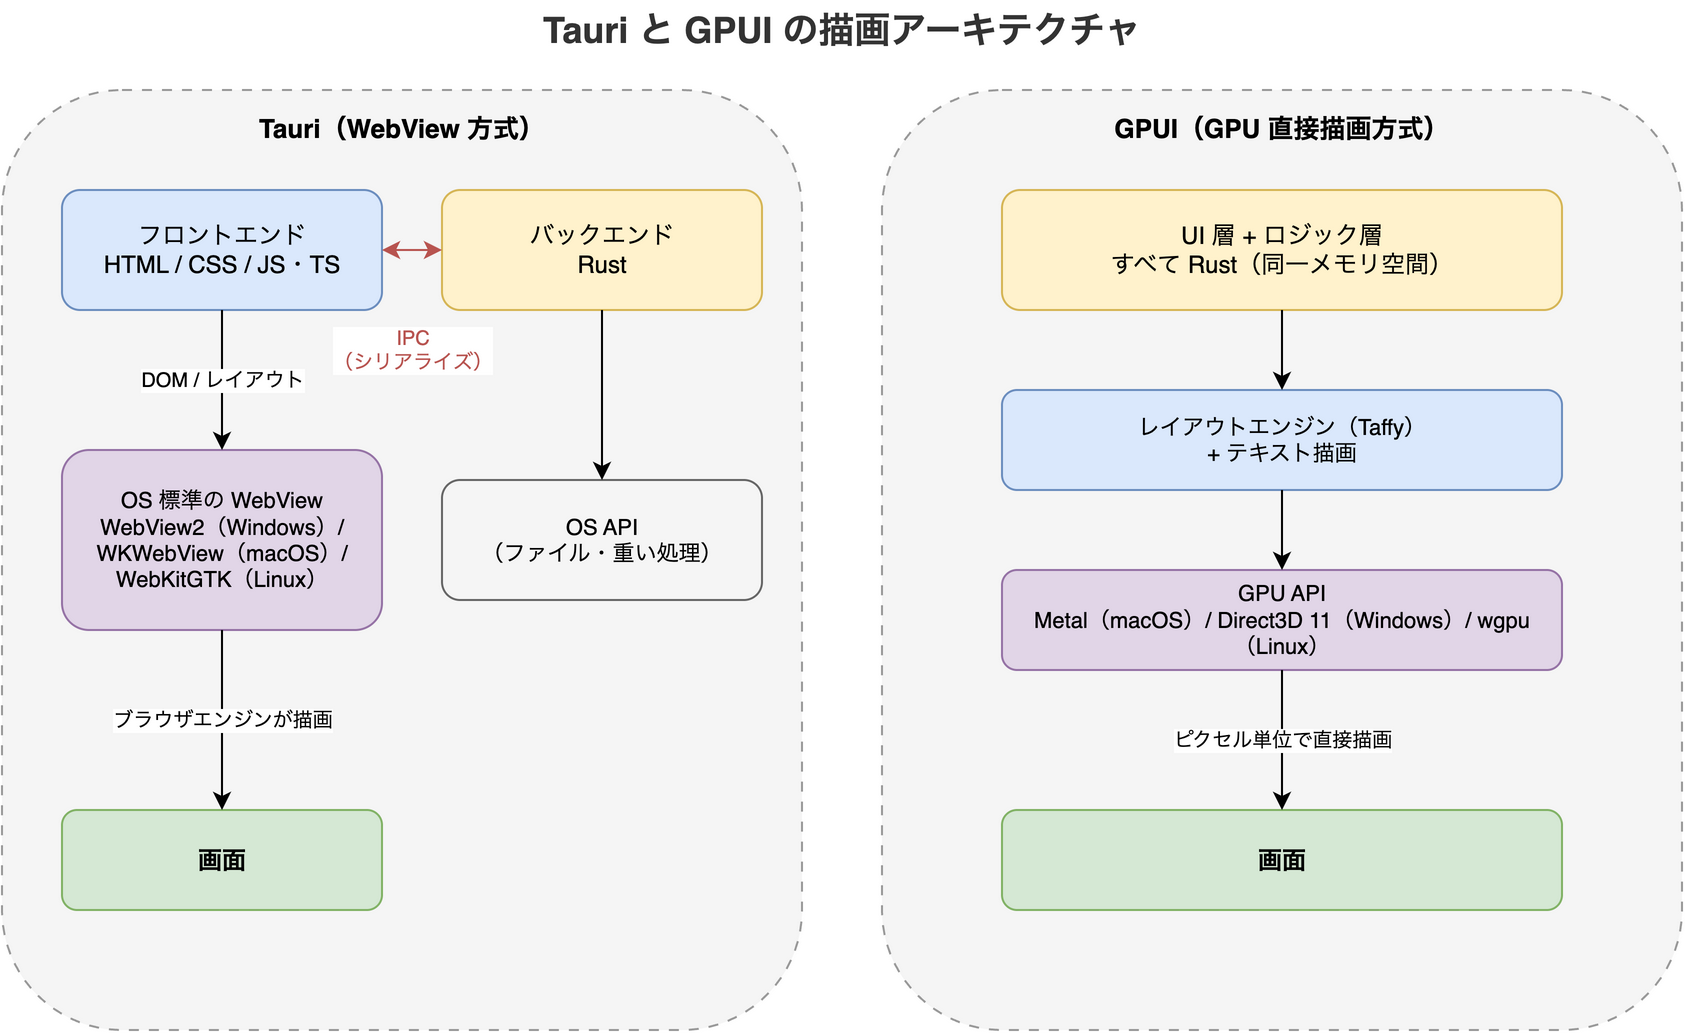 Tauri と GPUI の描画アーキテクチャ
Tauri（WebView 方式）
フロントエンド
HTML / CSS / JS・TS
バックエンド
Rust
IPC
（シリアライズ）
DOM / レイアウト
OS 標準の WebView
WebView2（Windows）/
WKWebView（macOS）/
WebKitGTK（Linux）
OS API
（ファイル・重い処理）
ブラウザエンジンが描画
画面
GPUI（GPU 直接描画方式）
UI 層 + ロジック層
すべて Rust（同一メモリ空間）
レイアウトエンジン（Taffy）
+ テキスト描画
GPU API
Metal（macOS）/ Direct3D 11（Windows）/ wgpu
（Linux）
ピクセル単位で直接描画
画面